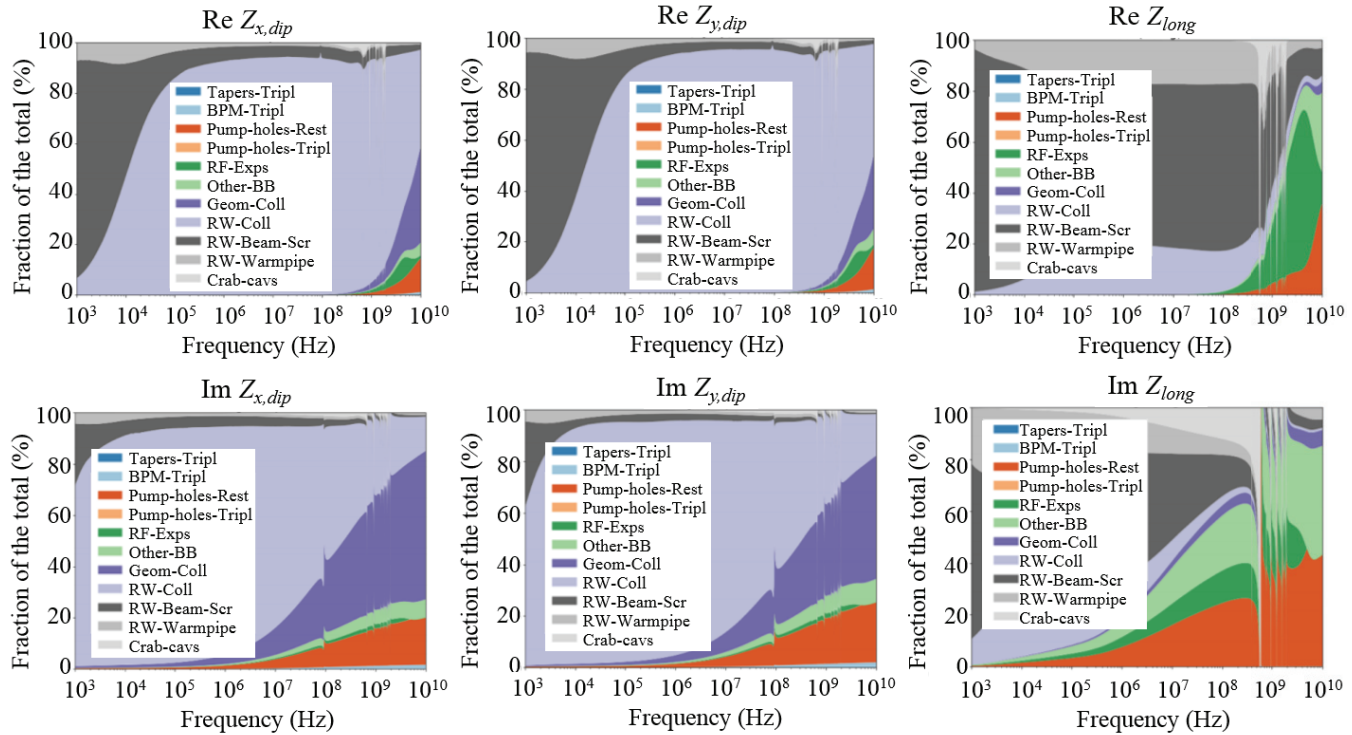 Re Zx,dip
Fraction of the total (%)
100
80
60
40
20
0
Tapers-Tripl
BPM-Tripl
Pump-holes-Rest
Pump-holes-Tripl
RF-Exps
Other-BB
Geom-Coll
RW-Coll
RW-Beam-Scr
RW-Warmpipe
Crab-cavs
10^3 10^4 10^5 10^6 10^7 10^8 10^9 10^10
Frequency (Hz)
Re Zy,dip
Fraction of the total (%)
100
80
60
40
20
0
Tapers-Tripl
BPM-Tripl
Pump-holes-Rest
Pump-holes-Tripl
RF-Exps
Other-BB
Geom-Coll
RW-Coll
RW-Beam-Scr
RW-Warmpipe
Crab-cavs
10^3 10^4 10^5 10^6 10^7 10^8 10^9 10^10
Frequency (Hz)
Re Zlong
Fraction of the total (%)
100
80
60
40
20
0
Tapers-Tripl
BPM-Tripl
Pump-holes-Rest
Pump-holes-Tripl
RF-Exps
Other-BB
Geom-Coll
RW-Coll
RW-Beam-Scr
RW-Warmpipe
Crab-cavs
10^3 10^4 10^5 10^6 10^7 10^8 10^9 10^10
Frequency (Hz)
Im Zx,dip
Fraction of the total (%)
100
80
60
40
20
0
Tapers-Tripl
BPM-Tripl
Pump-holes-Rest
Pump-holes-Tripl
RF-Exps
Other-BB
Geom-Coll
RW-Coll
RW-Beam-Scr
RW-Warmpipe
Crab-cavs
10^3 10^4 10^5 10^6 10^7 10^8 10^9 10^10
Frequency (Hz)
Im Zy,dip
Fraction of the total (%)
100
80
60
40
20
0
Tapers-Tripl
BPM-Tripl
Pump-holes-Rest
Pump-holes-Tripl
RF-Exps
Other-BB
Geom-Coll
RW-Coll
RW-Beam-Scr
RW-Warmpipe
Crab-cavs
10^3 10^4 10^5 10^6 10^7 10^8 10^9 10^10
Frequency (Hz)
Im Zlong
Fraction of the total (%)
100
80
60
40
20
0
Tapers-Tripl
BPM-Tripl
Pump-holes-Rest
Pump-holes-Tripl
RF-Exps
Other-BB
Geom-Coll
RW-Coll
RW-Beam-Scr
RW-Warmpipe
Crab-cavs
10^3 10^4 10^5 10^6 10^7 10^8 10^9 10^10
Frequency (Hz)